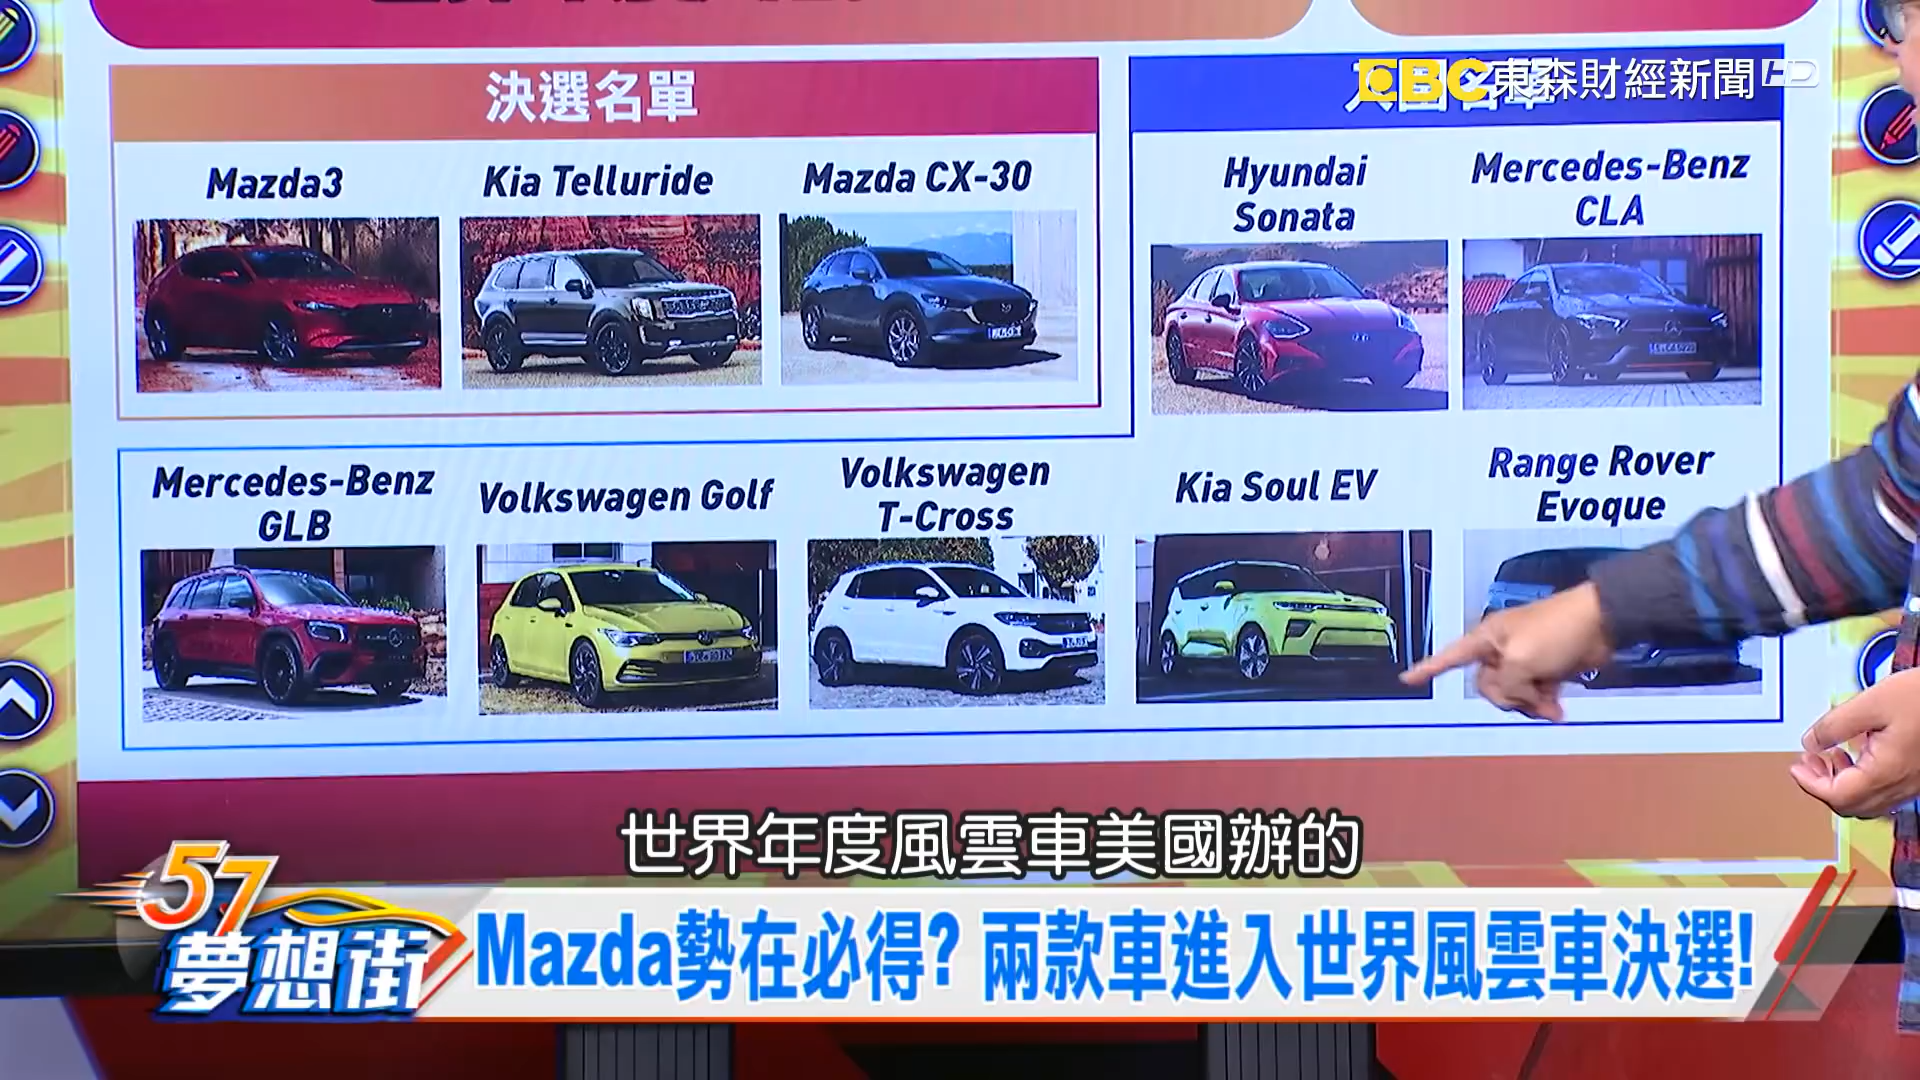 決選名單
EBC 東森財經新聞 HD
Mazda3
Kia Telluride
Mazda CX-30
Hyundai
Sonata
Mercedes-Benz
CLA
Mercedes-Benz
GLB
Volkswagen Golf
Volkswagen
T-Cross
Kia Soul EV
Range Rover
Evoque
世界年度風雲車美國辦的
57
夢想街
Mazda勢在必得? 兩款車進入世界風雲車決選!